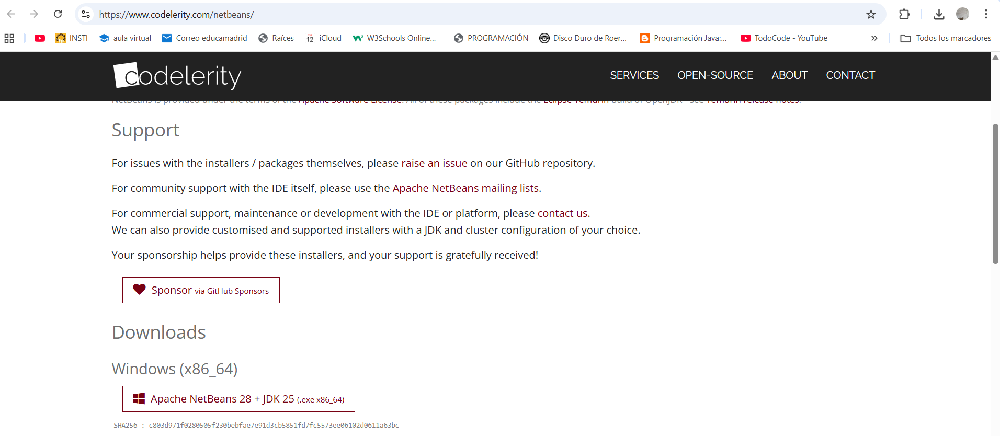 https://www.codelerity.com/netbeans/
INSTI
aula virtual
Correo educamadrid
Raíces
12
iCloud
W3Schools Online...
PROGRAMACIÓN
Disco Duro de Roer...
Programación Java:...
TodoCode - YouTube
»
Todos los marcadores
codelerity
SERVICES
OPEN-SOURCE
ABOUT
CONTACT
NetBeans is provided under the terms of the Apache Software License. All of these packages include the Eclipse Temurin build of OpenJDK - see Temurin release notes.
Support
For issues with the installers / packages themselves, please raise an issue on our GitHub repository.
For community support with the IDE itself, please use the Apache NetBeans mailing lists.
For commercial support, maintenance or development with the IDE or platform, please contact us.
We can also provide customised and supported installers with a JDK and cluster configuration of your choice.
Your sponsorship helps provide these installers, and your support is gratefully received!
Sponsor via GitHub Sponsors
Downloads
Windows (x86_64)
Apache NetBeans 28 + JDK 25 (.exe x86_64)
SHA256 : c803d971f0280505f230bebfae7e91d3cb5851fd7fc5573ee06102d0611a63bc